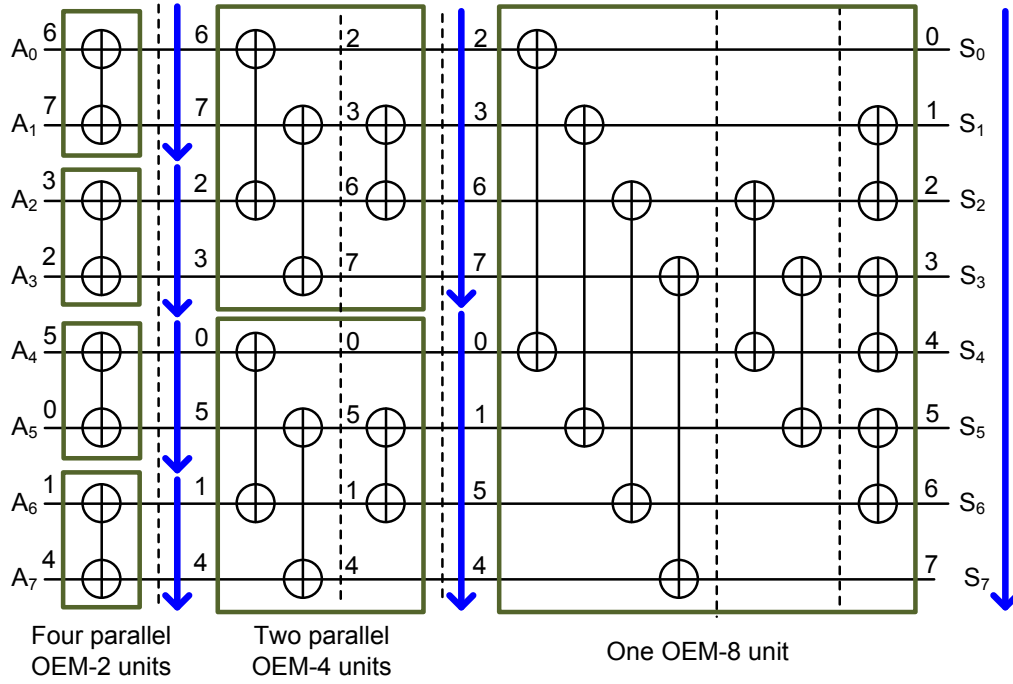 A0 6 6 2 2 0 S0
A1 7 7 3 3 1 S1
A2 3 2 6 6 2 S2
A3 2 3 7 7 3 S3
A4 5 0 0 0 4 S4
A5 0 5 5 1 5 S5
A6 1 1 1 5 6 S6
A7 4 4 4 4 7 S7
Four parallel
OEM-2 units
Two parallel
OEM-4 units
One OEM-8 unit